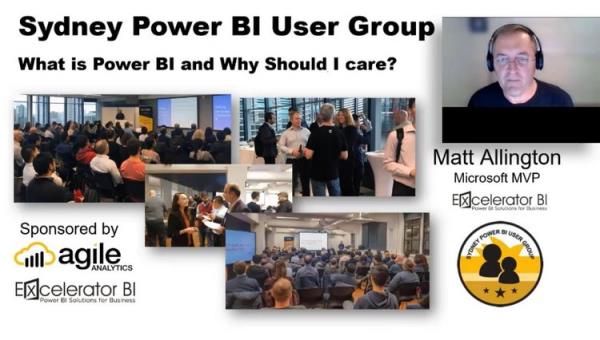 Sydney Power BI User Group
What is Power BI and Why Should I care?
Matt Allington
Microsoft MVP
EXcelerator BI
Power BI Solutions for Business
Sponsored by
agile
ANALYTICS
EXcelerator BI
Power BI Solutions for Business
SYDNEY POWER BI USER GROUP